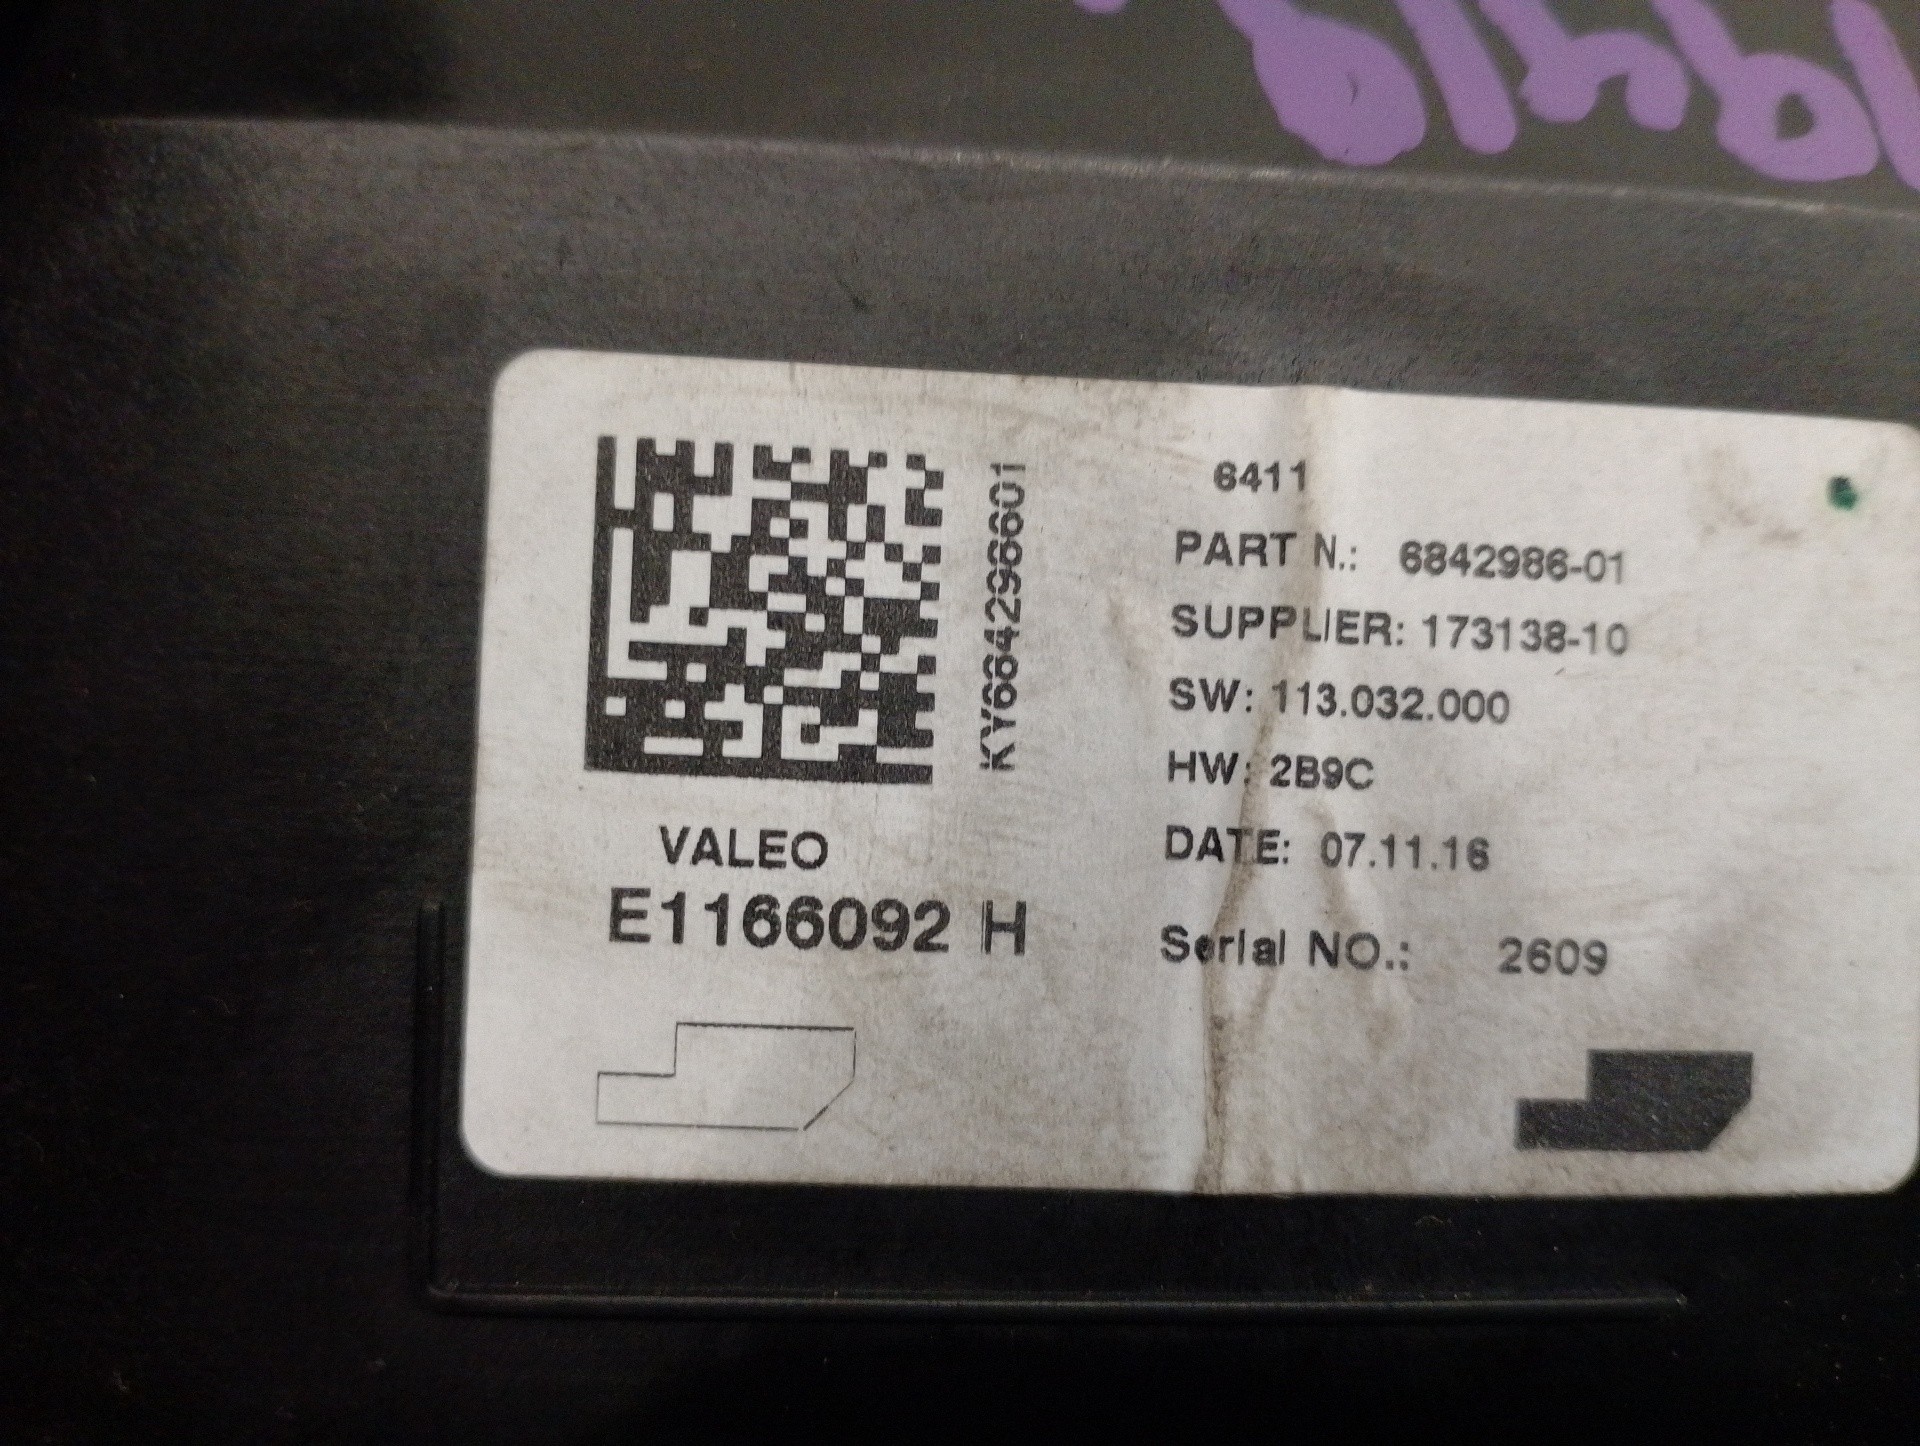 KY684298601
VALEO
E1166092 H
6411
PART N.: 6842986-01
SUPPLIER: 173138-10
SW: 113.032.000
HW: 2B9C
DATE: 07.11.16
Serial NO.: 2609